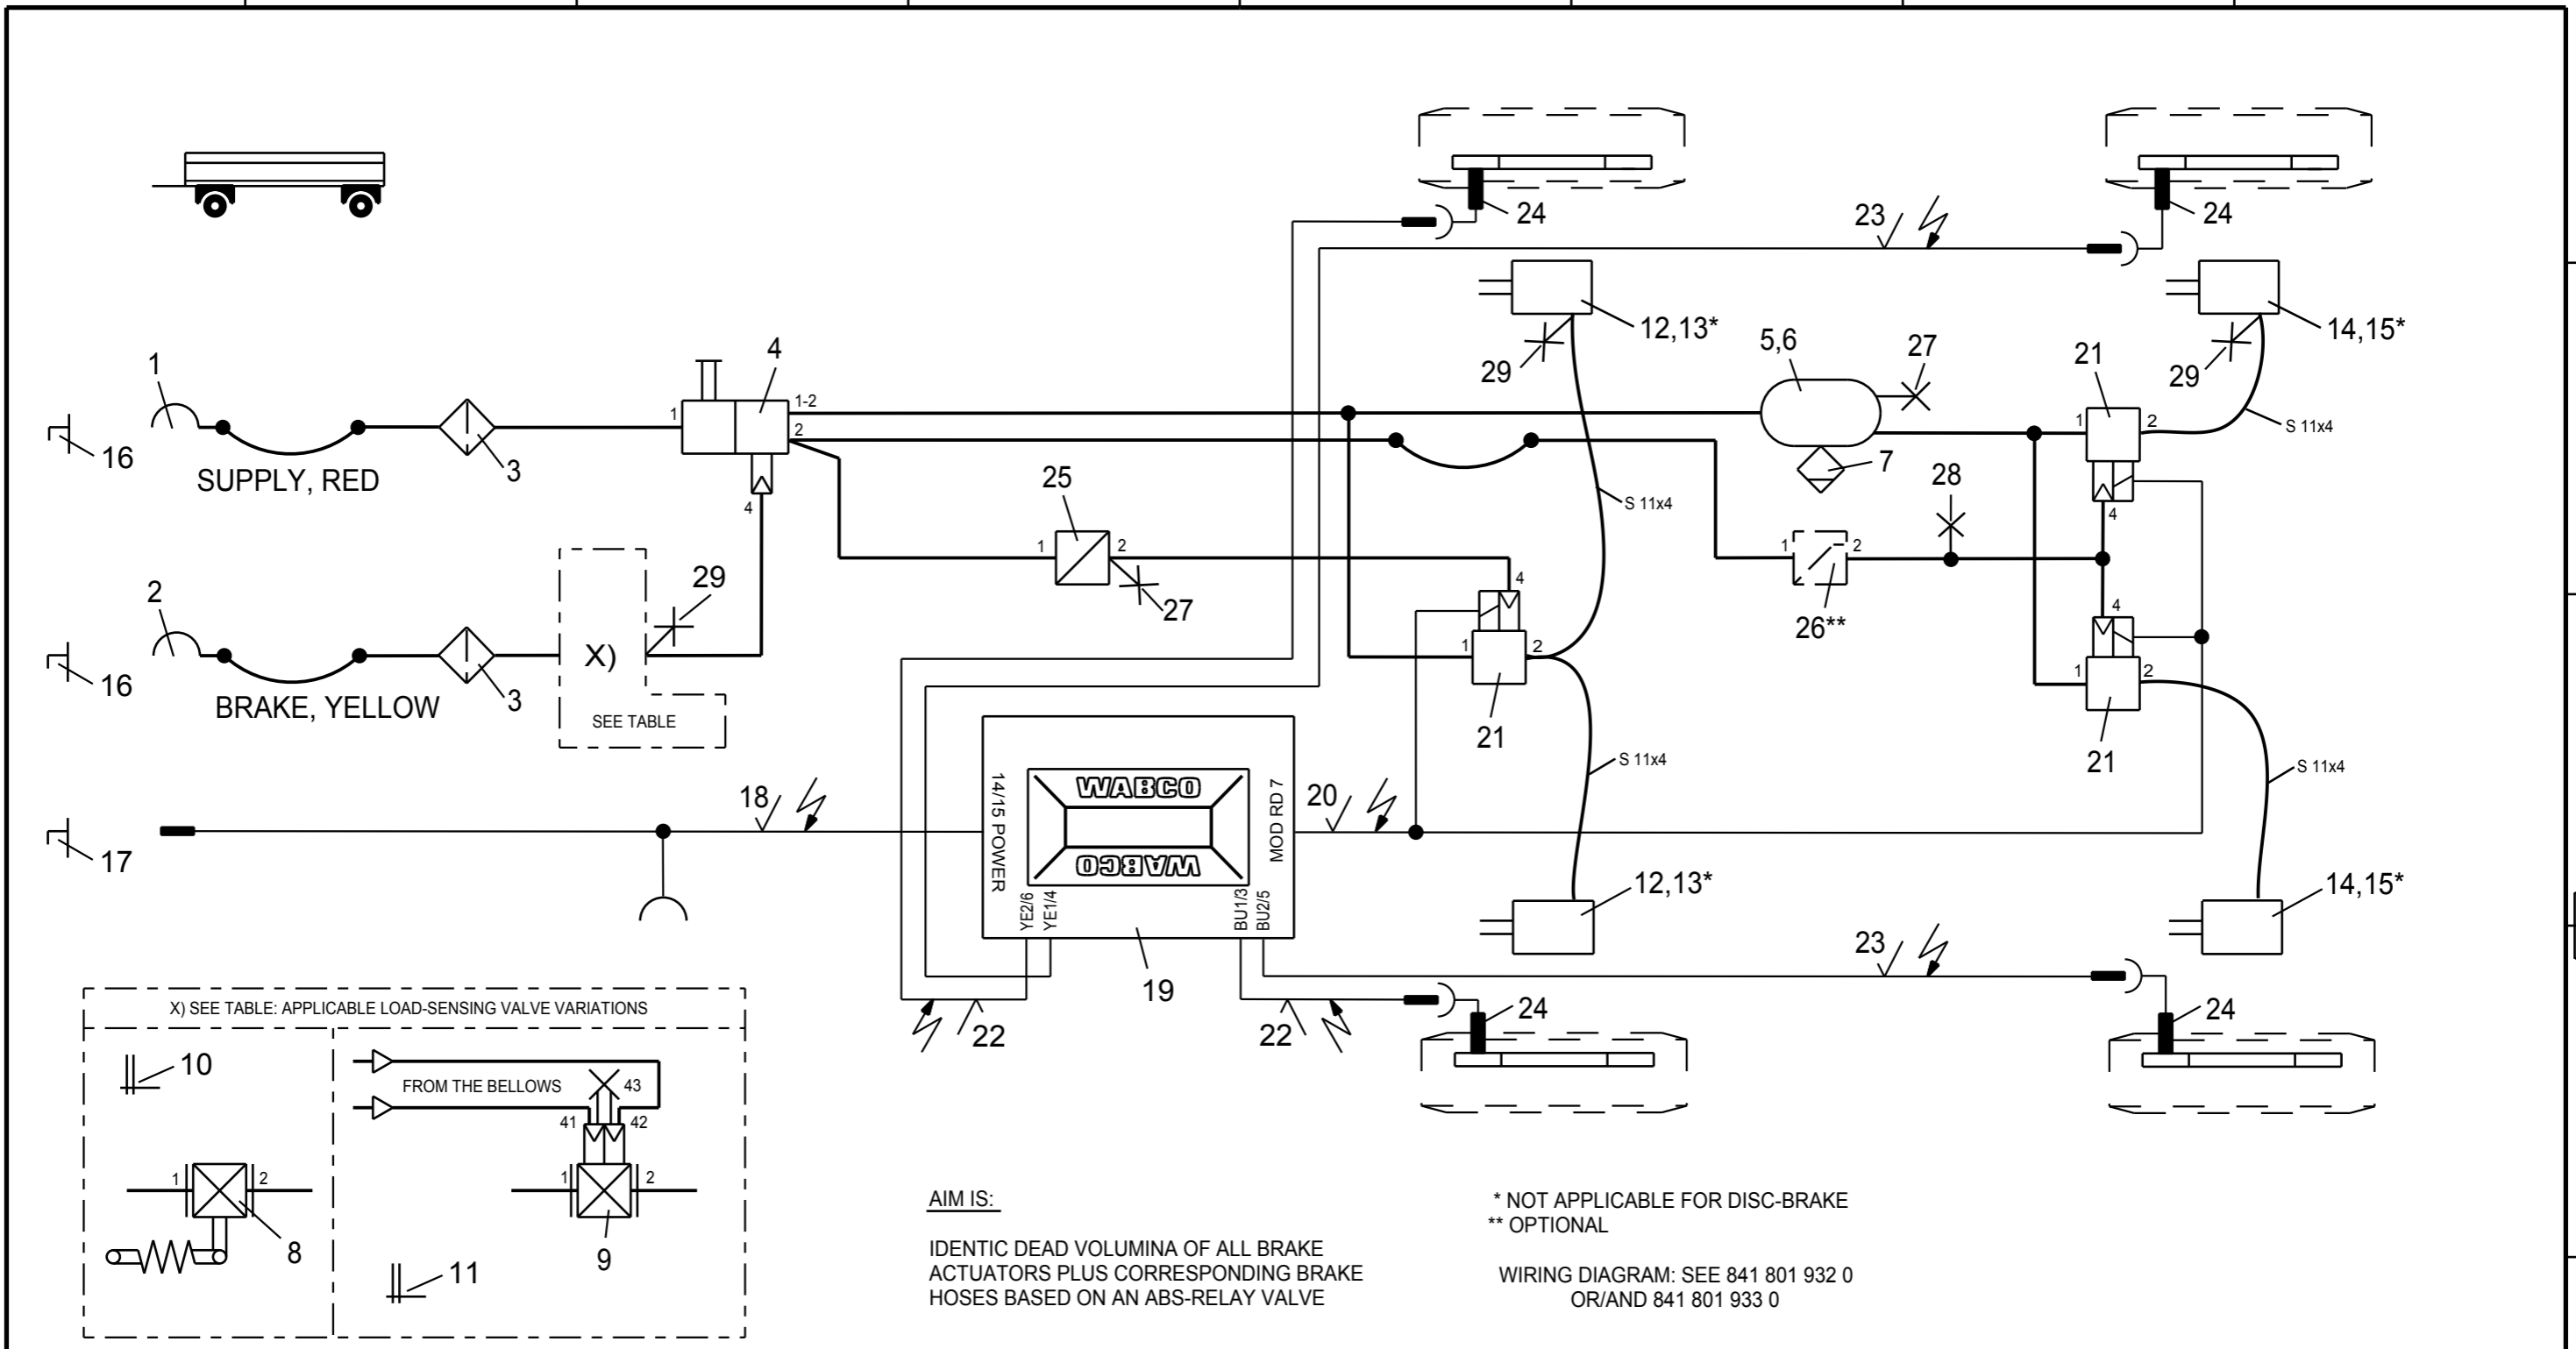 24
23
24
12,13*
14,15*
29
29
5,6
27
21
1
4
1
1-2
2
4
16
3
SUPPLY, RED
1
2
S 11x4
4
7
28
25
1
2
27
S 11x4
1
2
26**
4
4
2
29
16
3
X)
BRAKE, YELLOW
SEE TABLE
1
2
21
1
2
21
S 11x4
S 11x4
17
18
14/15 POWER
WABCO
WABCO
MOD RD 7
YE2/6
YE1/4
BU1/3
BU2/5
19
20
12,13*
14,15*
23
22
22
24
24
X) SEE TABLE: APPLICABLE LOAD-SENSING VALVE VARIATIONS
10
FROM THE BELLOWS
43
41
42
1
2
8
1
2
9
11
AIM IS:
IDENTIC DEAD VOLUMINA OF ALL BRAKE
ACTUATORS PLUS CORRESPONDING BRAKE
HOSES BASED ON AN ABS-RELAY VALVE
* NOT APPLICABLE FOR DISC-BRAKE
** OPTIONAL
WIRING DIAGRAM: SEE 841 801 932 0
OR/AND 841 801 933 0